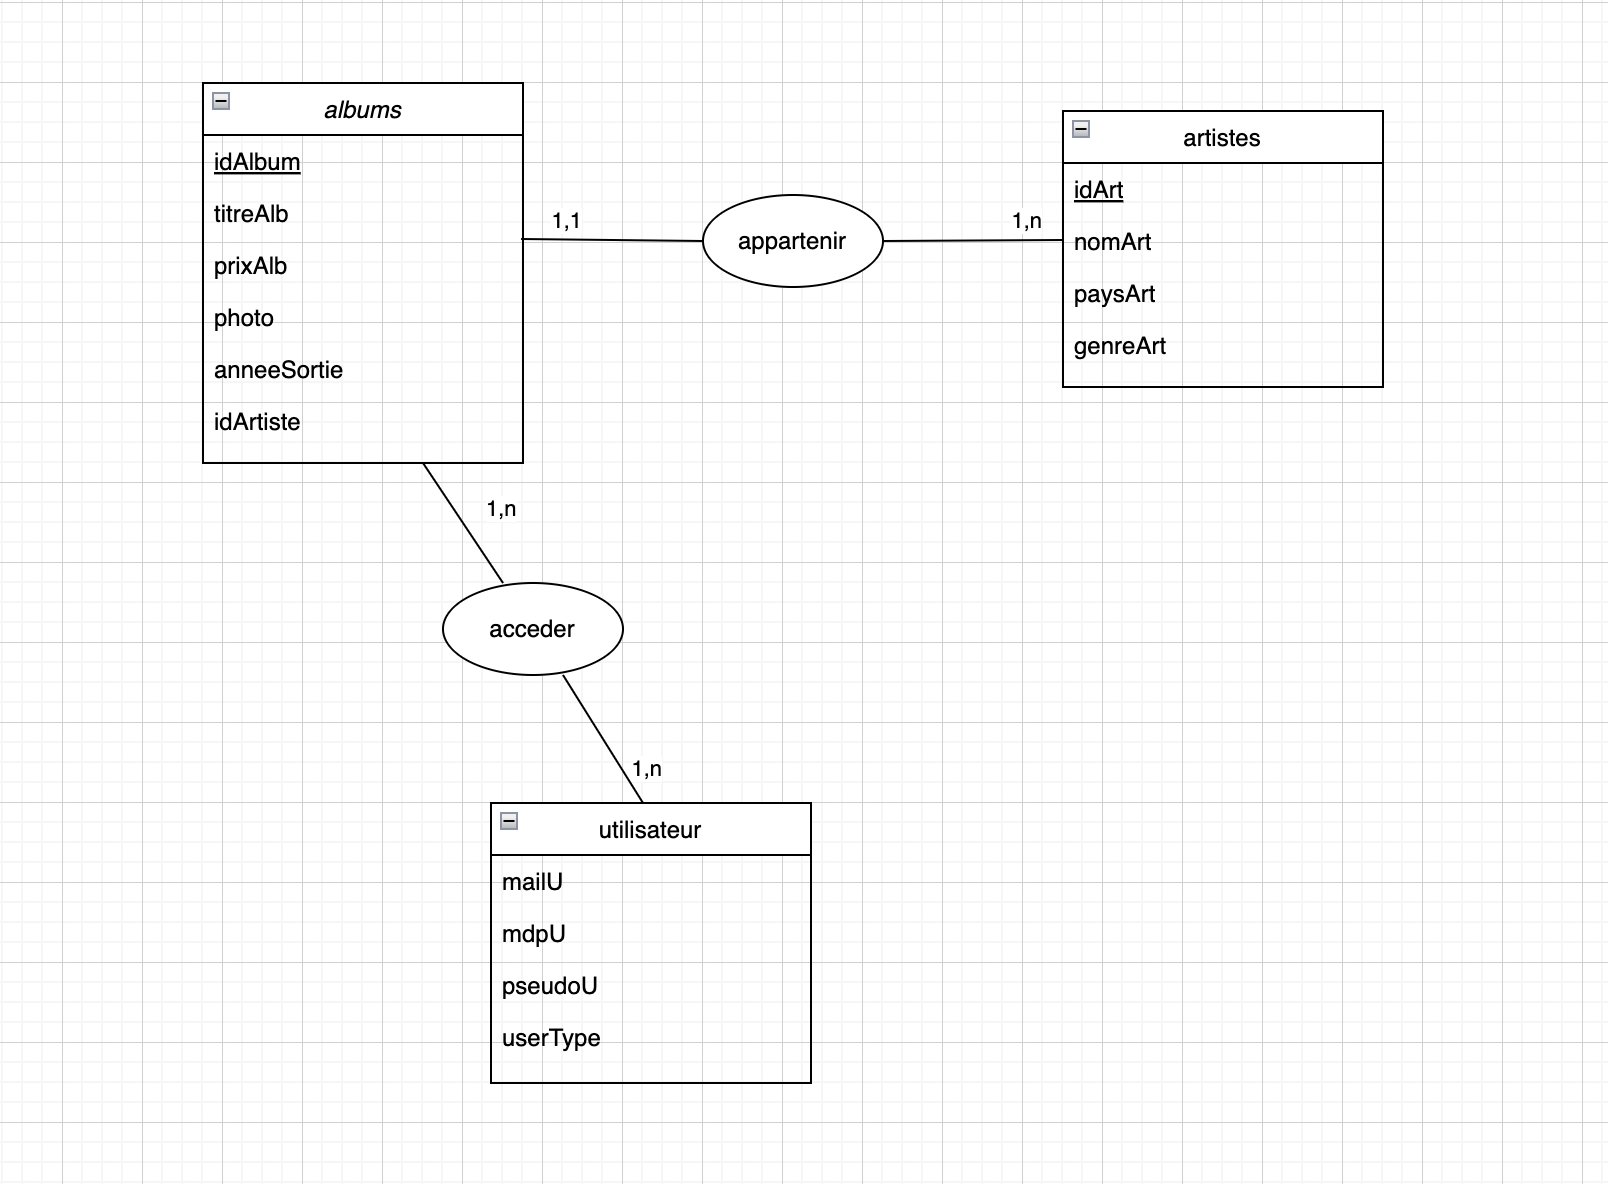 albums
idAlbum
titreAlb
prixAlb
photo
anneeSortie
idArtiste
1,1
appartenir
1,n
artistes
idArt
nomArt
paysArt
genreArt
1,n
acceder
1,n
utilisateur
mailU
mdpU
pseudoU
userType